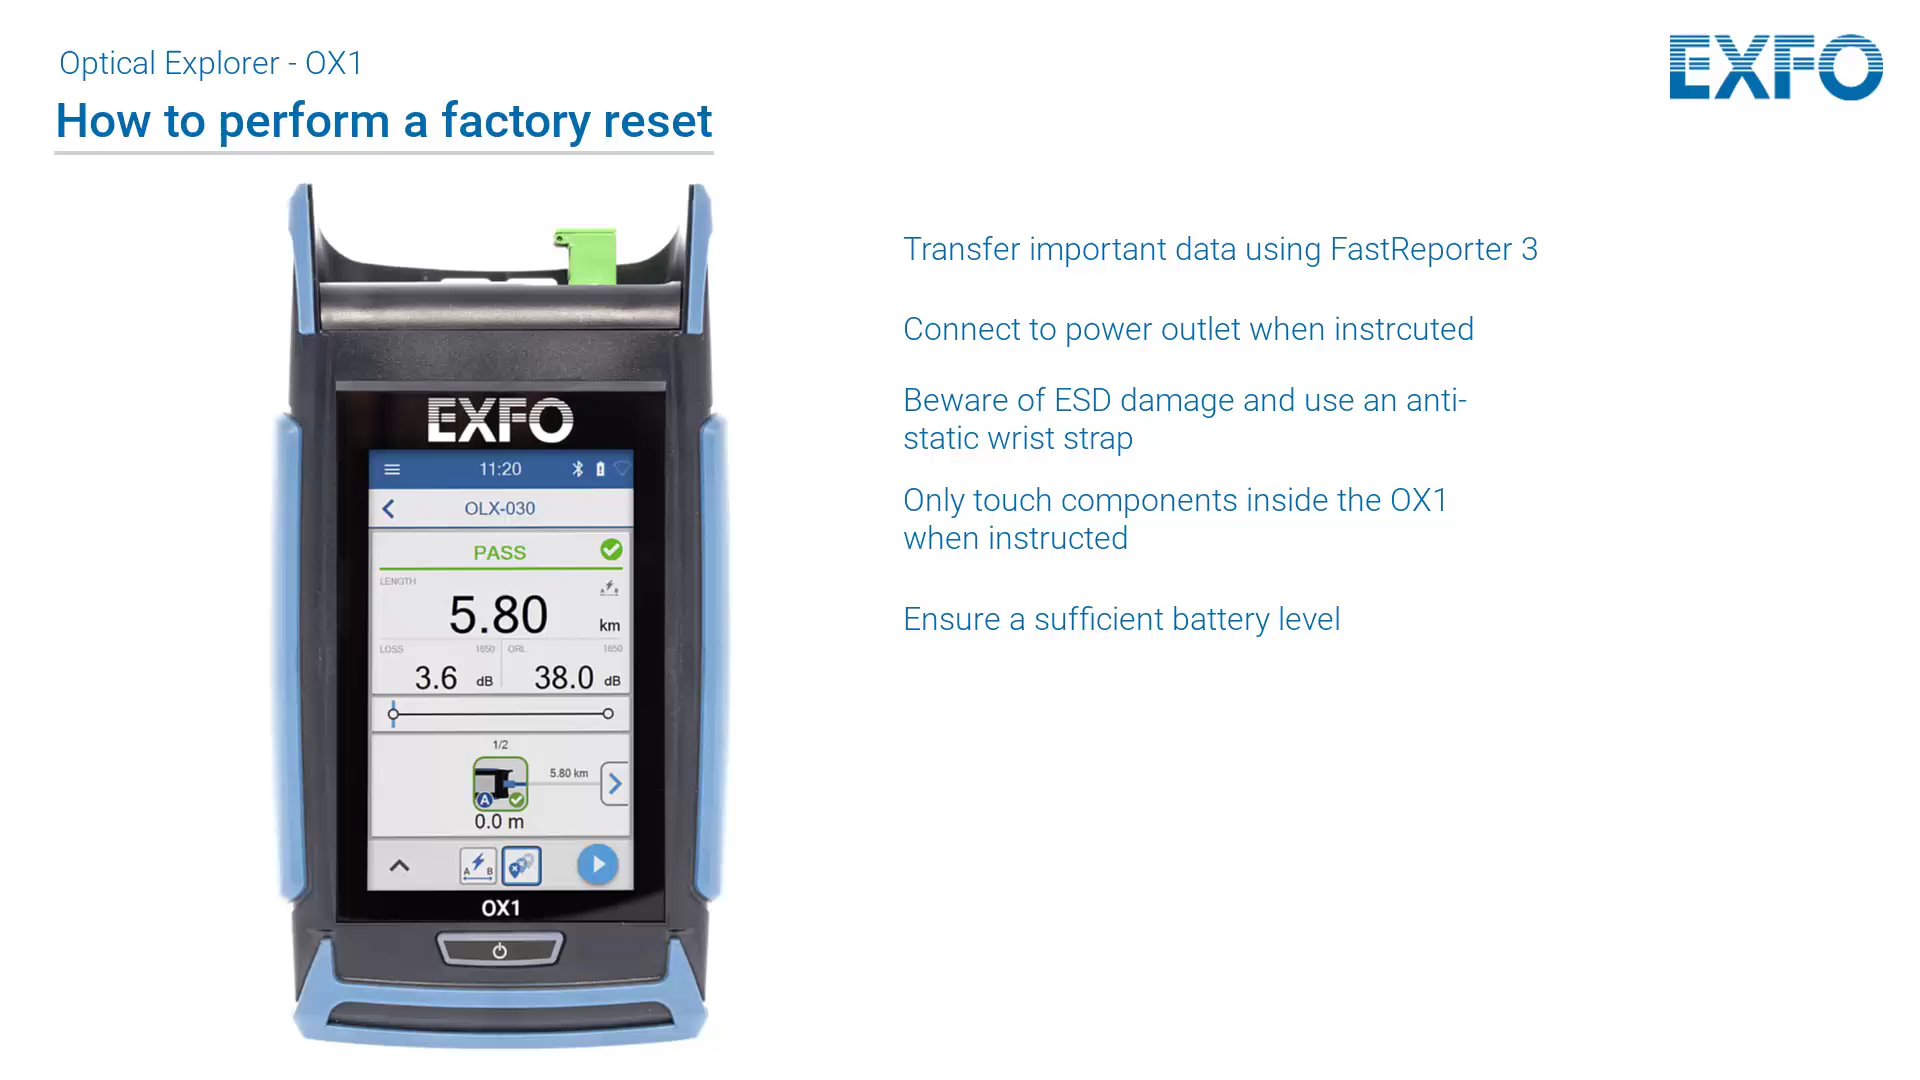 Optical Explorer - OX1
EXFO
How to perform a factory reset
Transfer important data using FastReporter 3
Connect to power outlet when instrcuted
Beware of ESD damage and use an anti-
static wrist strap
Only touch components inside the OX1
when instructed
Ensure a sufficient battery level
EXFO
11:20
OLX-030
PASS
LENGTH
A B
5.80 km
LOSS 1650 ORL 1650
3.6 dB 38.0 dB
1/2
5.80 km
A
0.0 m
A B
OX1